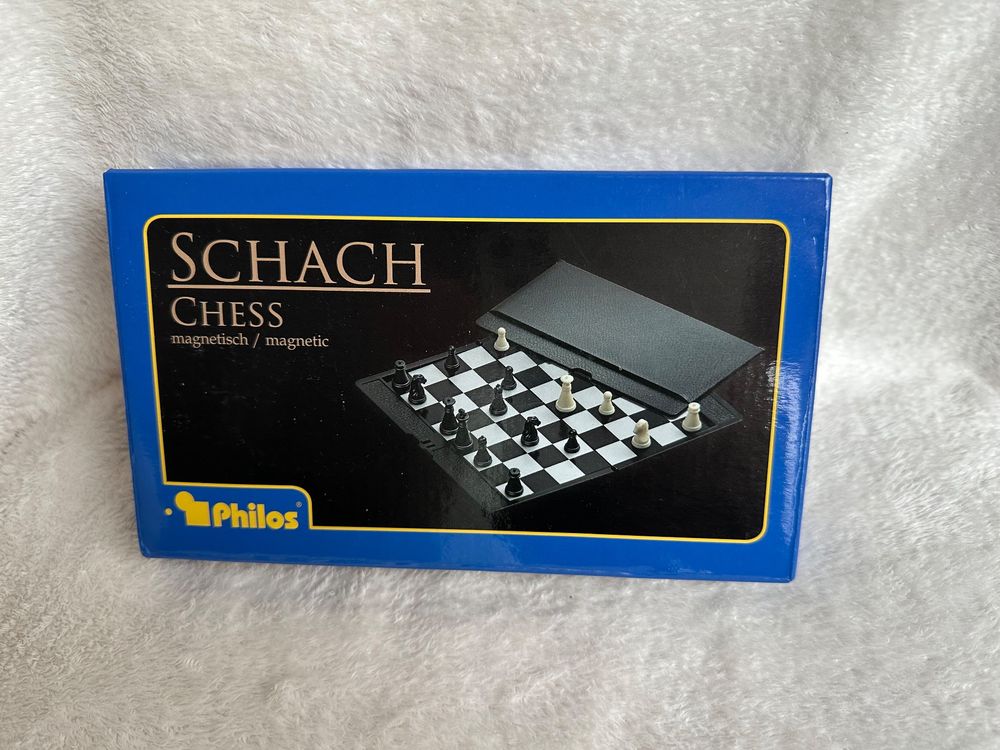 SCHACH
CHESS
magnetisch / magnetic
Philos®